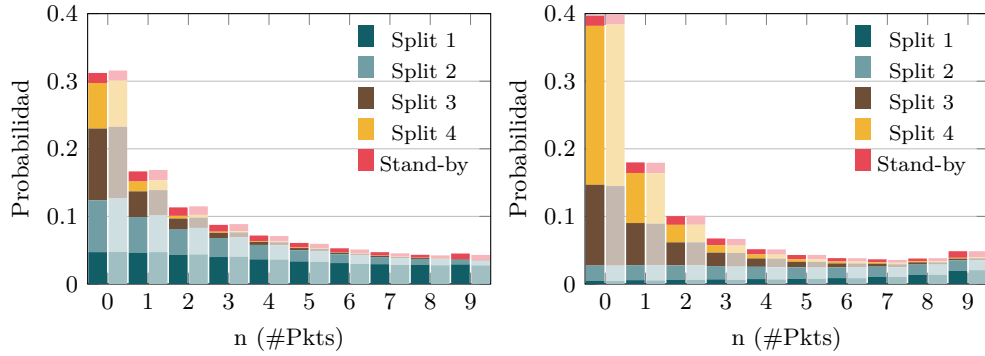 Probabilidad
0.4
0.3
0.2
0.1
0
Split 1
Split 2
Split 3
Split 4
Stand-by
0 1 2 3 4 5 6 7 8 9
n (#Pkts)
Probabilidad
0.4
0.3
0.2
0.1
0
Split 1
Split 2
Split 3
Split 4
Stand-by
0 1 2 3 4 5 6 7 8 9
n (#Pkts)